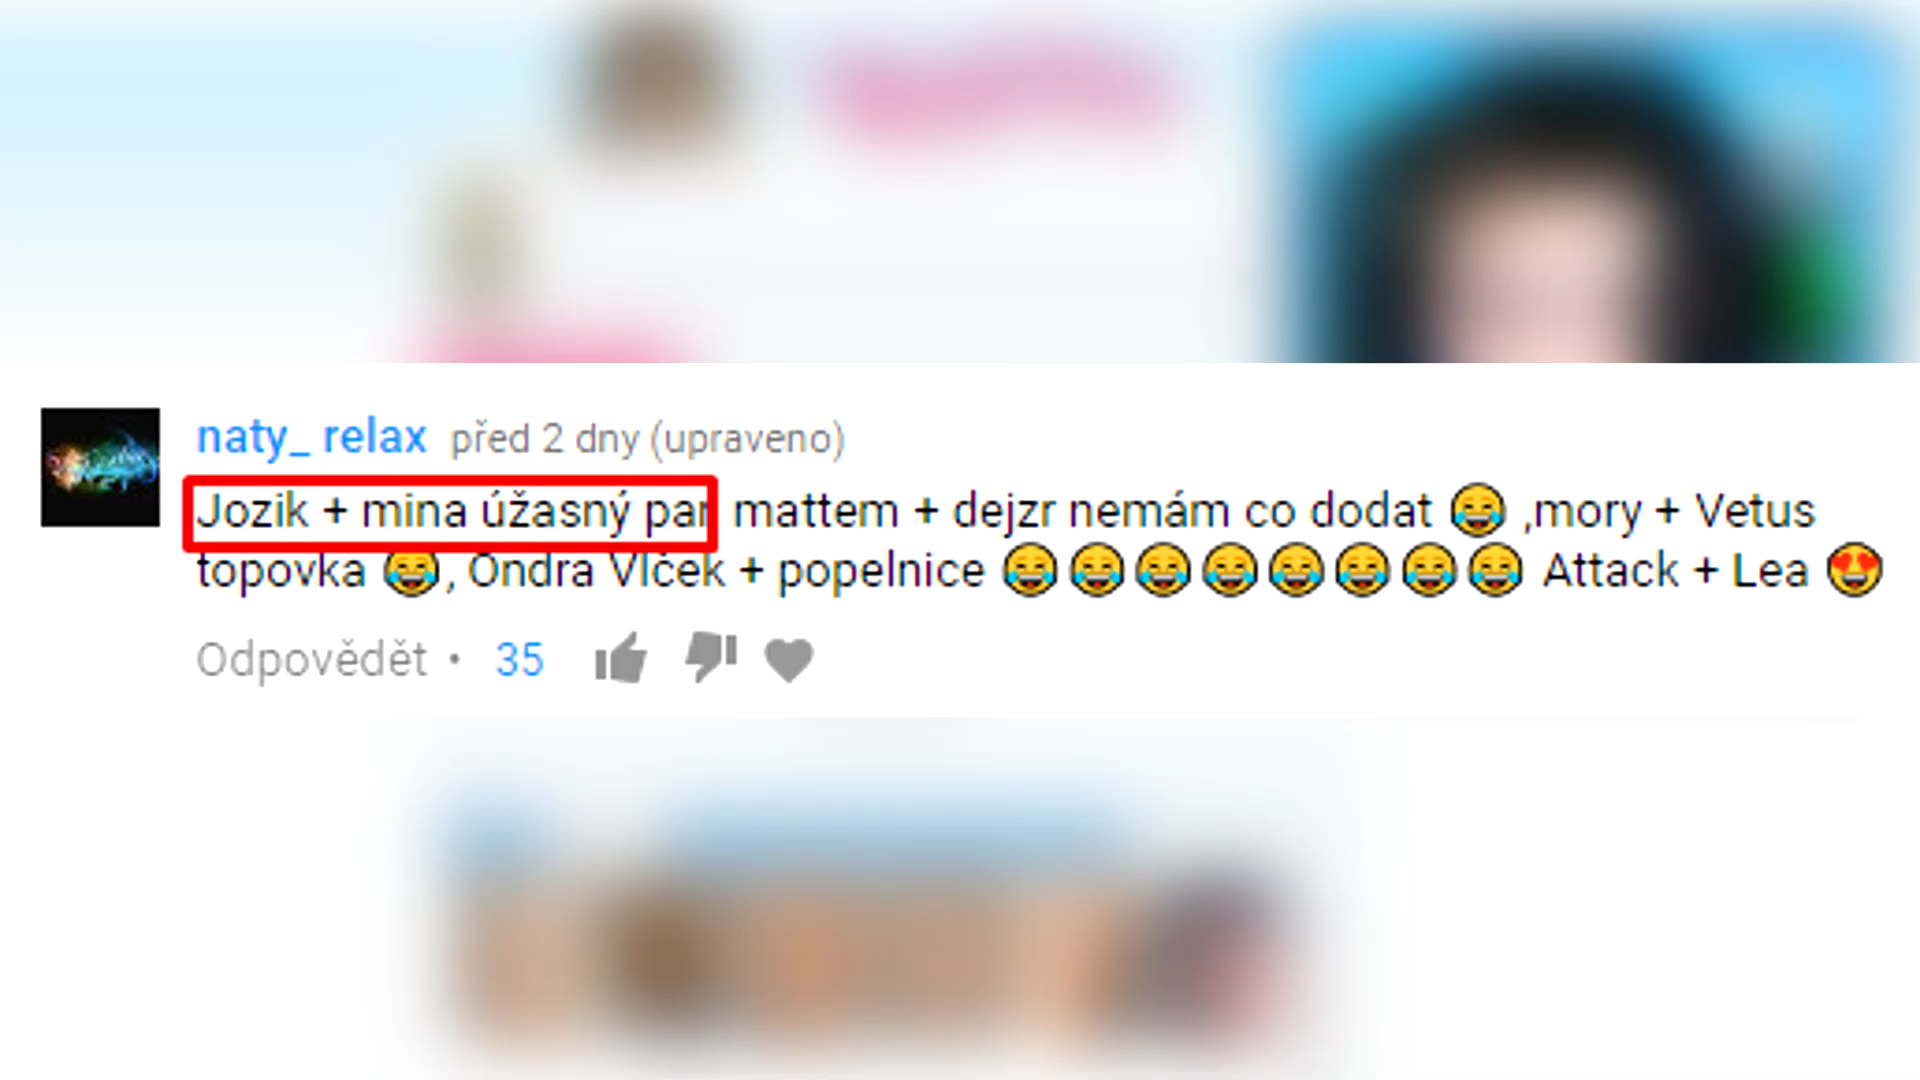 naty_ relax před 2 dny (upraveno)
Jozik + mina úžasný par mattem + dejzr nemám co dodat 😂 ,mory + Vetus
topovka 😂, Ondra Vlček + popelnice 😂😂😂😂😂😂😂😂 Attack + Lea 😍
Odpovědět • 35